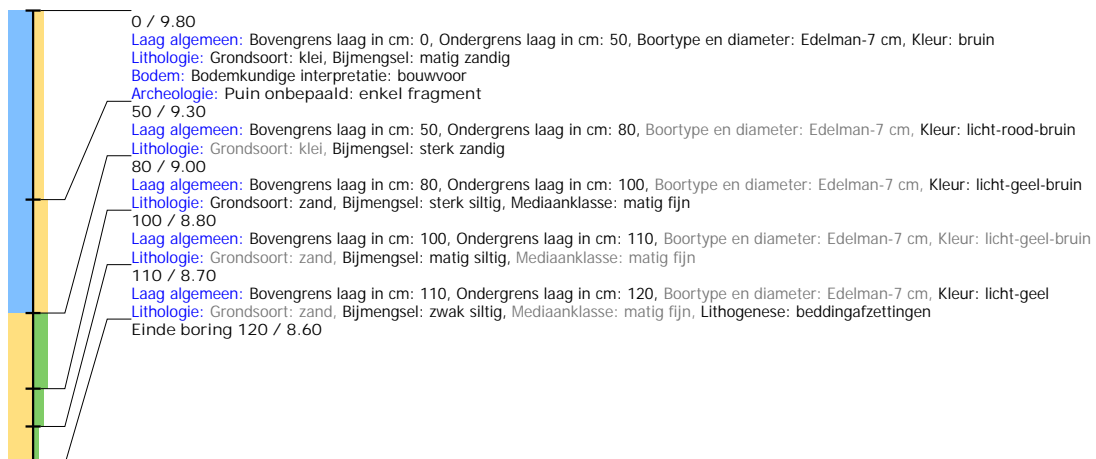 0 / 9.80
Laag algemeen: Bovengrens laag in cm: 0, Ondergrens laag in cm: 50, Boortype en diameter: Edelman-7 cm, Kleur: bruin
Lithologie: Grondsoort: klei, Bijmengsel: matig zandig
Bodem: Bodemkundige interpretatie: bouwvoor
Archeologie: Puin onbepaald: enkel fragment
50 / 9.30
Laag algemeen: Bovengrens laag in cm: 50, Ondergrens laag in cm: 80, Boortype en diameter: Edelman-7 cm, Kleur: licht-rood-bruin
Lithologie: Grondsoort: klei, Bijmengsel: sterk zandig
80 / 9.00
Laag algemeen: Bovengrens laag in cm: 80, Ondergrens laag in cm: 100, Boortype en diameter: Edelman-7 cm, Kleur: licht-geel-bruin
Lithologie: Grondsoort: zand, Bijmengsel: sterk siltig, Mediaanklasse: matig fijn
100 / 8.80
Laag algemeen: Bovengrens laag in cm: 100, Ondergrens laag in cm: 110, Boortype en diameter: Edelman-7 cm, Kleur: licht-geel-bruin
Lithologie: Grondsoort: zand, Bijmengsel: matig siltig, Mediaanklasse: matig fijn
110 / 8.70
Laag algemeen: Bovengrens laag in cm: 110, Ondergrens laag in cm: 120, Boortype en diameter: Edelman-7 cm, Kleur: licht-geel
Lithologie: Grondsoort: zand, Bijmengsel: zwak siltig, Mediaanklasse: matig fijn, Lithogenese: beddingafzettingen
Einde boring 120 / 8.60